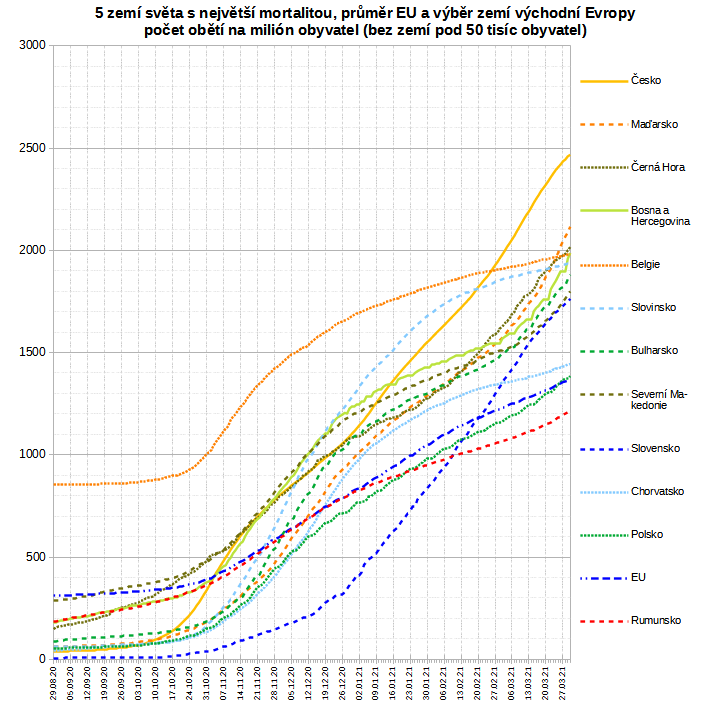 5 zemí světa s největší mortalitou, průměr EU a výběr zemí východní Evropy
počet obětí na milión obyvatel (bez zemí pod 50 tisíc obyvatel)
3000
2500
2000
1500
1000
500
0
Česko
Maďarsko
Černá Hora
Bosna a
Hercegovina
Belgie
Slovinsko
Bulharsko
Severní Ma-
kedonie
Slovensko
Chorvatsko
Polsko
EU
Rumunsko
29.08.20
05.09.20
12.09.20
19.09.20
26.09.20
03.10.20
10.10.20
17.10.20
24.10.20
31.10.20
07.11.20
14.11.20
21.11.20
28.11.20
05.12.20
12.12.20
19.12.20
26.12.20
02.01.21
09.01.21
16.01.21
23.01.21
30.01.21
06.02.21
13.02.21
20.02.21
27.02.21
06.03.21
13.03.21
20.03.21
27.03.21